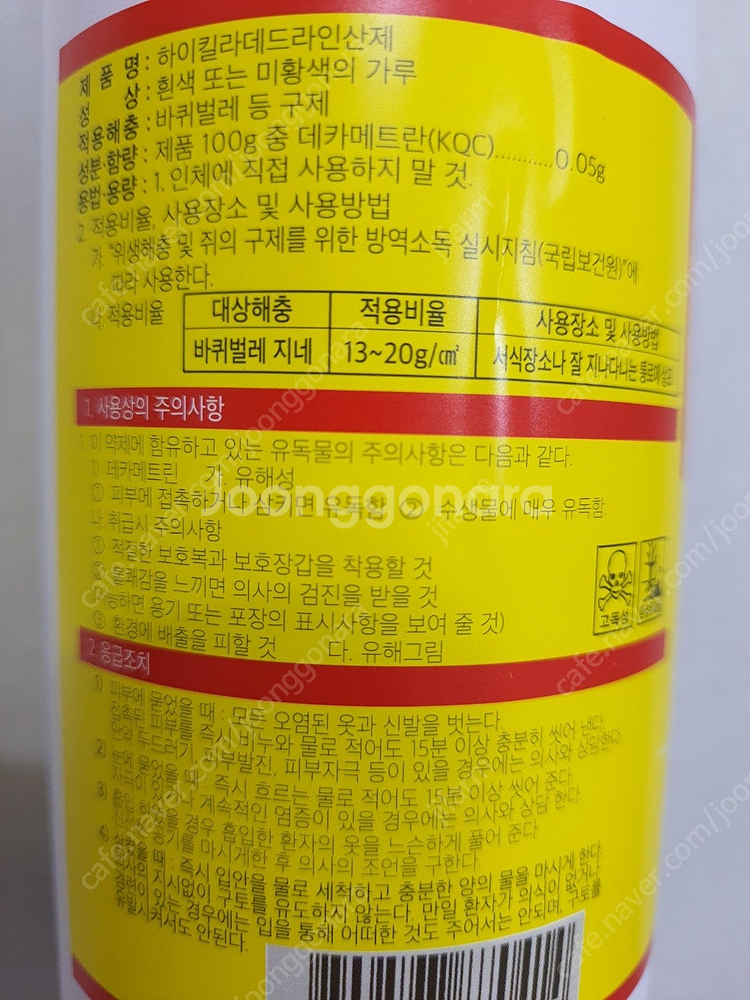 제 품 명 : 하이킬라데드라인산제
성 상 : 흰색 또는 미황색의 가루
적용해충 : 바퀴벌레 등 구제
성분·함량 : 제품 100g 중 데카메트란(KQC)...........0.05g
용법·용량 : 1. 인체에 직접 사용하지 말 것.
2. 적용비율, 사용장소 및 사용방법
가. "위생해충 및 쥐의 구제를 위한 방역소독 실시지침(국립보건원)"에
따라 사용한다.
나. 적용비율
대상해충 적용비율 사용장소 및 사용방법
바퀴벌레 지네 13~20g/㎠ 서식장소나 잘 지나다니는 통로에
1. 사용상의 주의사항
1. 이 약제에 함유하고 있는 유독물의 주의사항은 다음과 같다.
1) 데카메트린 가. 유해성
① 피부에 접촉하거나 삼키면 유독함 ② 수생물에 매우 유독함
나. 취급시 주의사항
① 적절한 보호복과 보호장갑을 착용할 것
② 불쾌감을 느끼면 의사의 검진을 받을 것
가능하면 용기 또는 포장의 표시사항을 보여 줄 것)
③ 환경에 배출을 피할 것 다. 유해그림
고독성
2. 응급조치
1) 피부에 묻었을 때 : 모든 오염된 옷과 신발을 벗는다.
접촉된 피부를 즉시 비누와 물로 적어도 15분 이상 충분히 씻어 낸다.
만약 두드러기, 피부발진, 피부자극 등이 있을 경우에는 의사와 상담한다.
2) 눈에 묻었을 때 : 즉시 흐르는 물로 적어도 15분 이상 씻어 준다.
자극이 있거나 계속적인 염증이 있을 경우에는 의사와 상담 한다.
3) 흡입 하였을 경우 흡입한 환자의 옷을 느슨하게 풀어 준다.
신선한 공기를 마시게한 후 의사의 조언을 구한다.
4) 삼켰을 때 : 즉시 입안을 물로 세척하고 충분한 양의 물을 마시게 한다.
의사의 지시없이 구토를 유도하지 않는다. 만일 환자가 의식이 없거나
경련이 있는 경우에는 입을 통해 어떠한 것도 주어서는 안되며, 구토를
유발시켜서도 안된다.
Joonggonara
cafe.naver.com/joonggonara